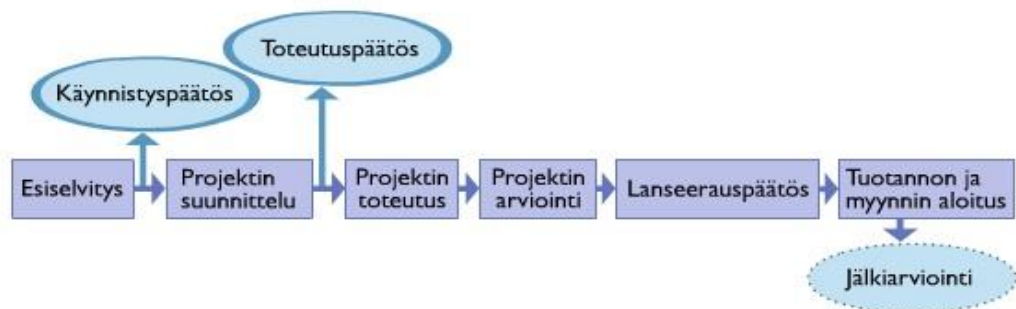 Toteutuspäätös
Käynnistyspäätös
Esiselvitys
Projektin
suunnittelu
Projektin
toteutus
Projektin
arviointi
Lanseerauspäätös
Tuotannon ja
myynnin aloitus
Jälkiarviointi